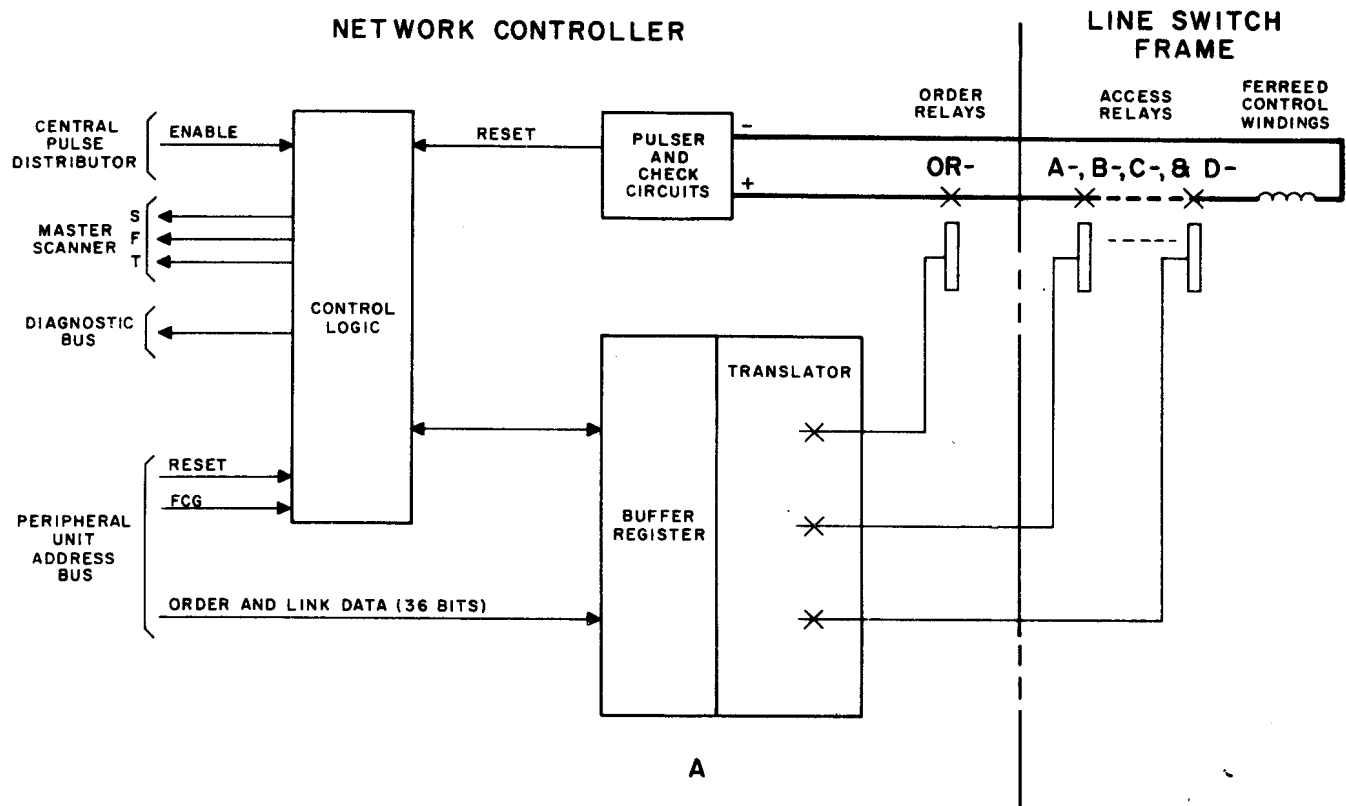 NETWORK CONTROLLER
LINE SWITCH
FRAME
CENTRAL
PULSE
DISTRIBUTOR
ENABLE
RESET
PULSER
AND
CHECK
CIRCUITS
-
+
ORDER
RELAYS
OR-
ACCESS
RELAYS
A-, B-, C-, & D-
FERREED
CONTROL
WINDINGS
MASTER
SCANNER
S
F
T
DIAGNOSTIC
BUS
CONTROL
LOGIC
TRANSLATOR
BUFFER
REGISTER
PERIPHERAL
UNIT
ADDRESS
BUS
RESET
FCG
ORDER AND LINK DATA (36 BITS)
A